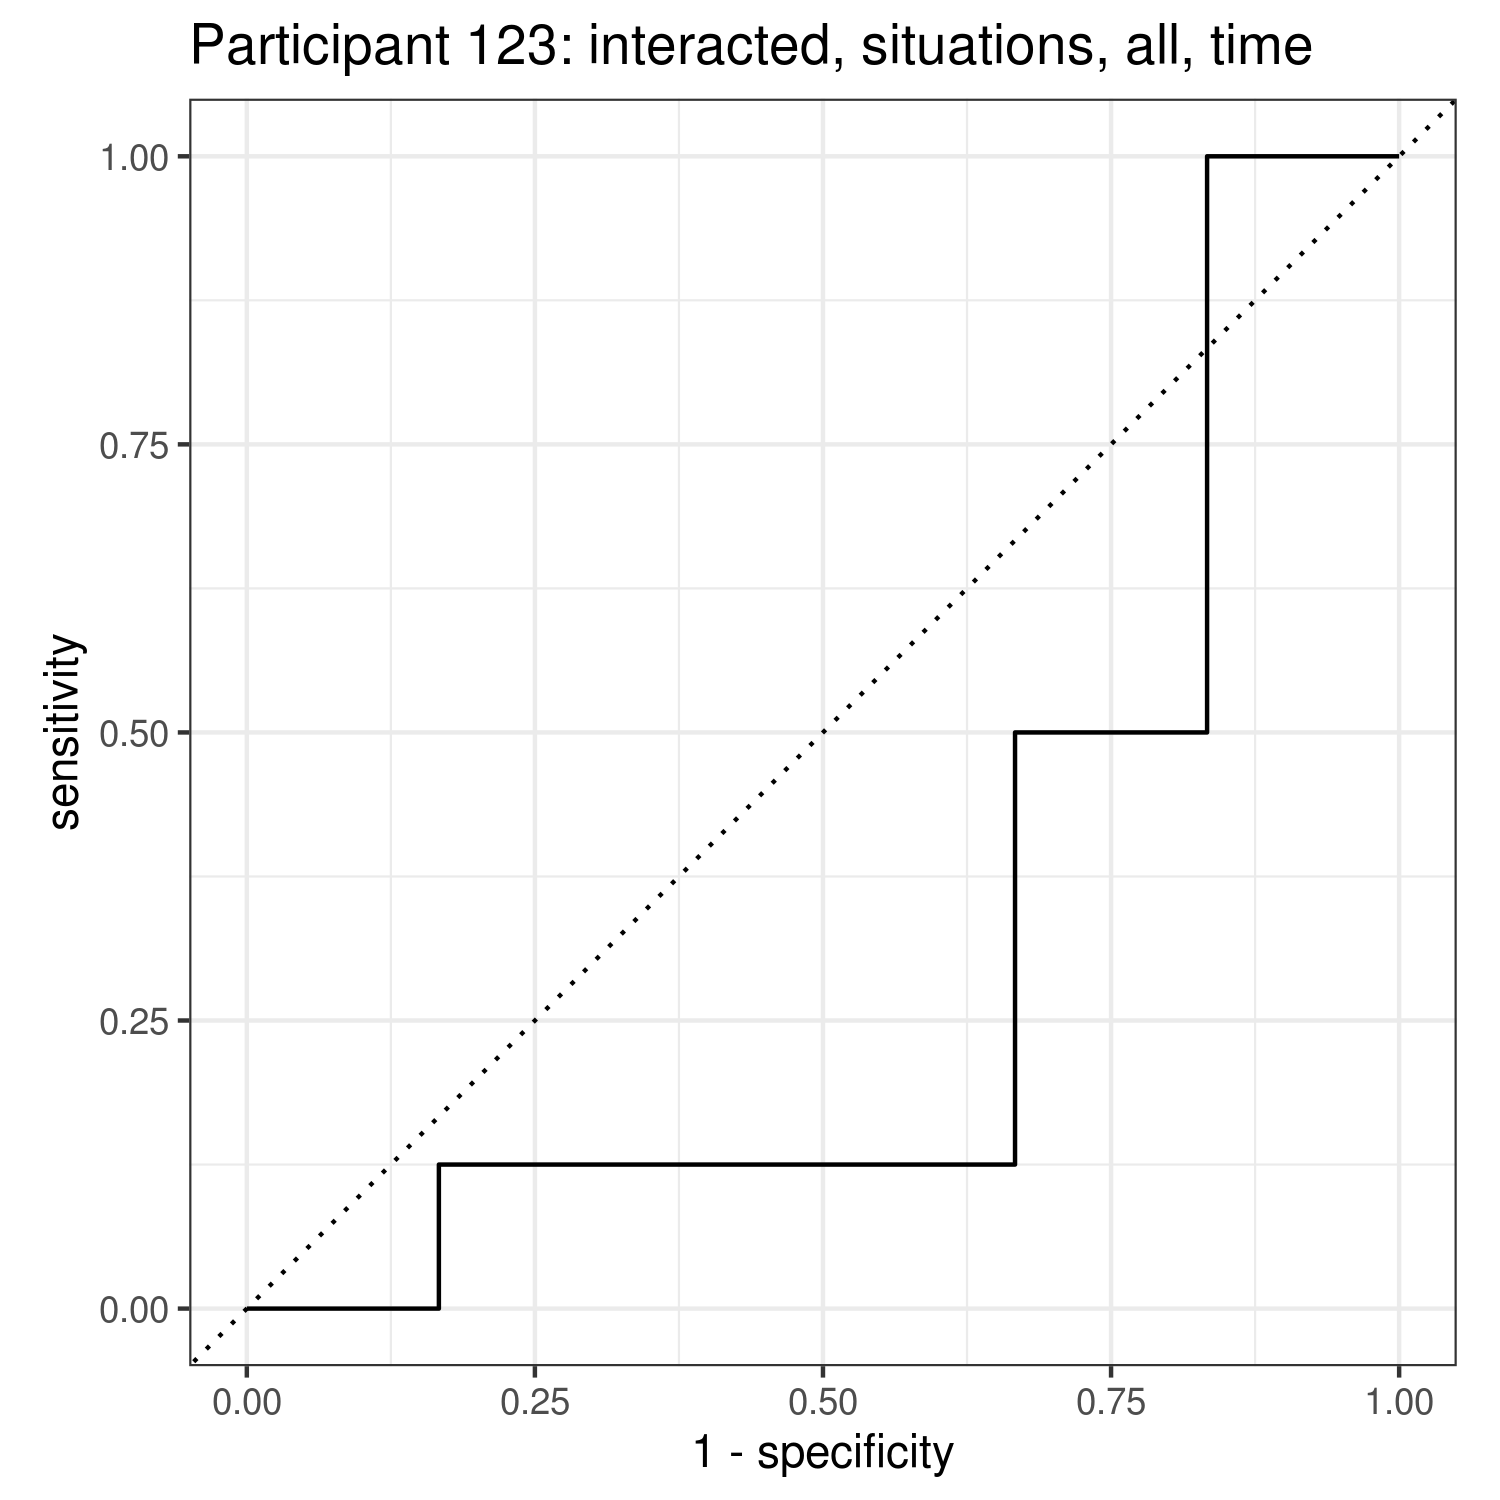 Participant 123: interacted, situations, all, time
1.00
0.75
0.50
0.25
0.00
sensitivity
0.00 0.25 0.50 0.75 1.00
1 - specificity